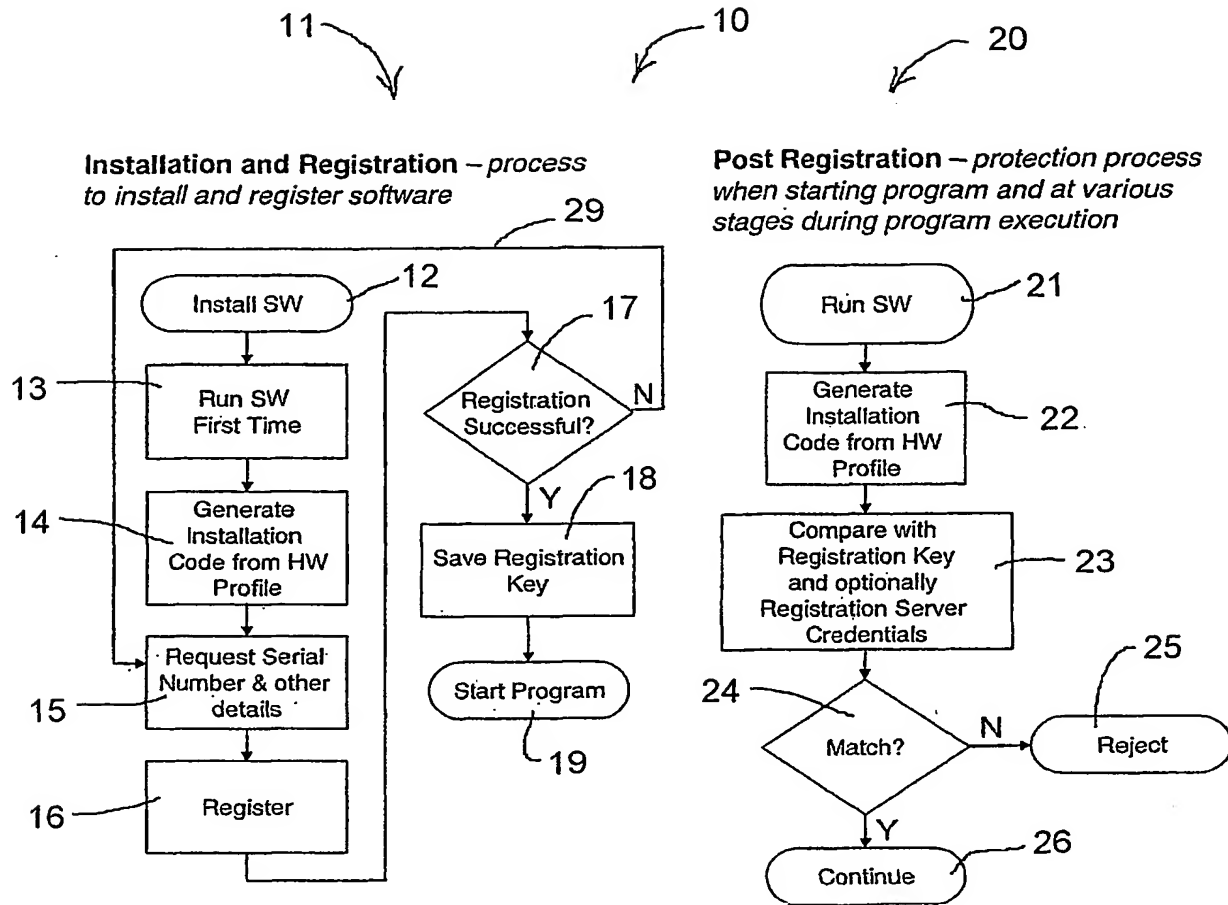 11
10
20
Installation and Registration – process
to install and register software
29
12
Install SW
13
Run SW
First Time
14
Generate
Installation
Code from HW
Profile
15
Request Serial
Number & other
details
16
Register
17
Registration
Successful?
N
Y
18
Save Registration
Key
Start Program
19
Post Registration – protection process
when starting program and at various
stages during program execution
Run SW
21
Generate
Installation
Code from HW
Profile
22
Compare with
Registration Key
and optionally
Registration Server
Credentials
23
24
Match?
N
25
Reject
Y
26
Continue